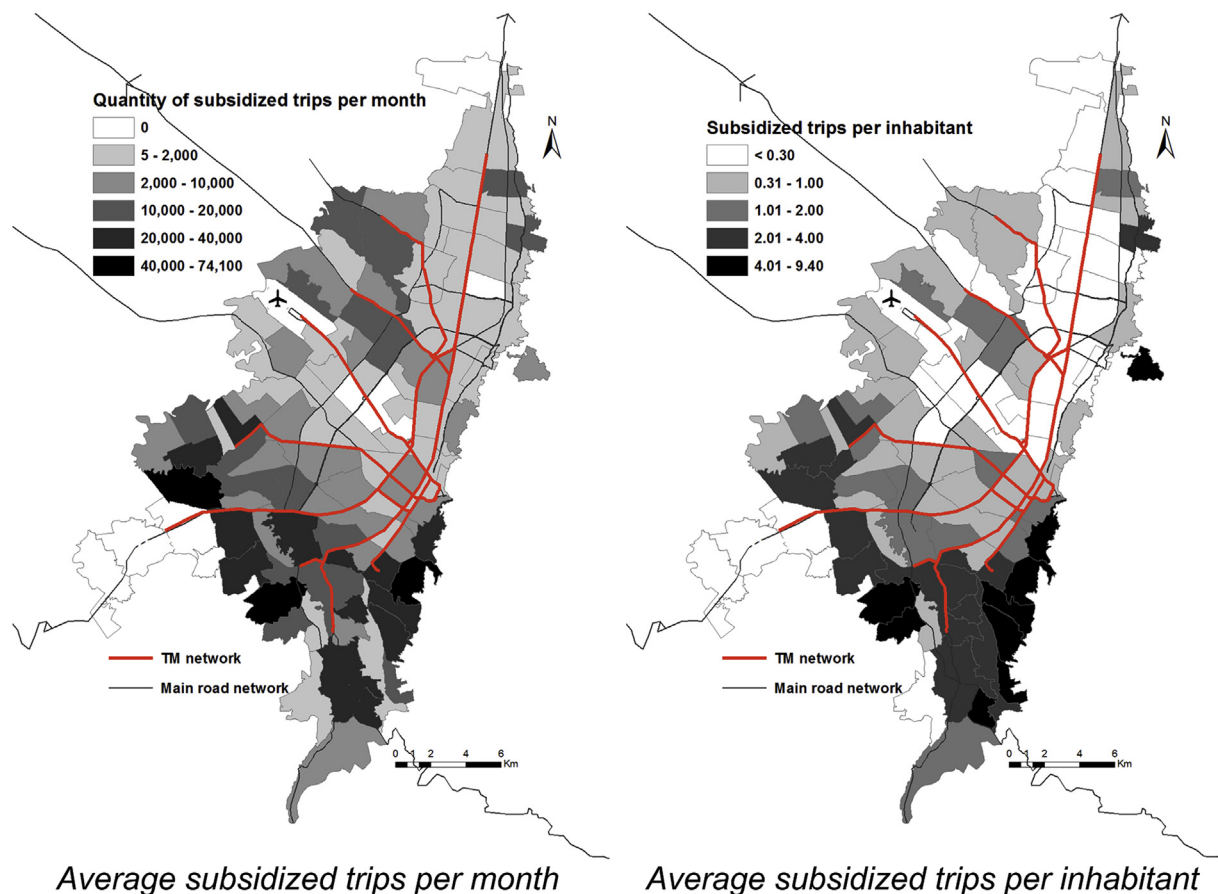 Quantity of subsidized trips per month
0
5 - 2,000
2,000 - 10,000
10,000 - 20,000
20,000 - 40,000
40,000 - 74,100
N
TM network
Main road network
0 1 2 4 6
Km
Average subsidized trips per month
Subsidized trips per inhabitant
< 0.30
0.31 - 1.00
1.01 - 2.00
2.01 - 4.00
4.01 - 9.40
N
TM network
Main road network
0 1 2 4 6
Km
Average subsidized trips per inhabitant